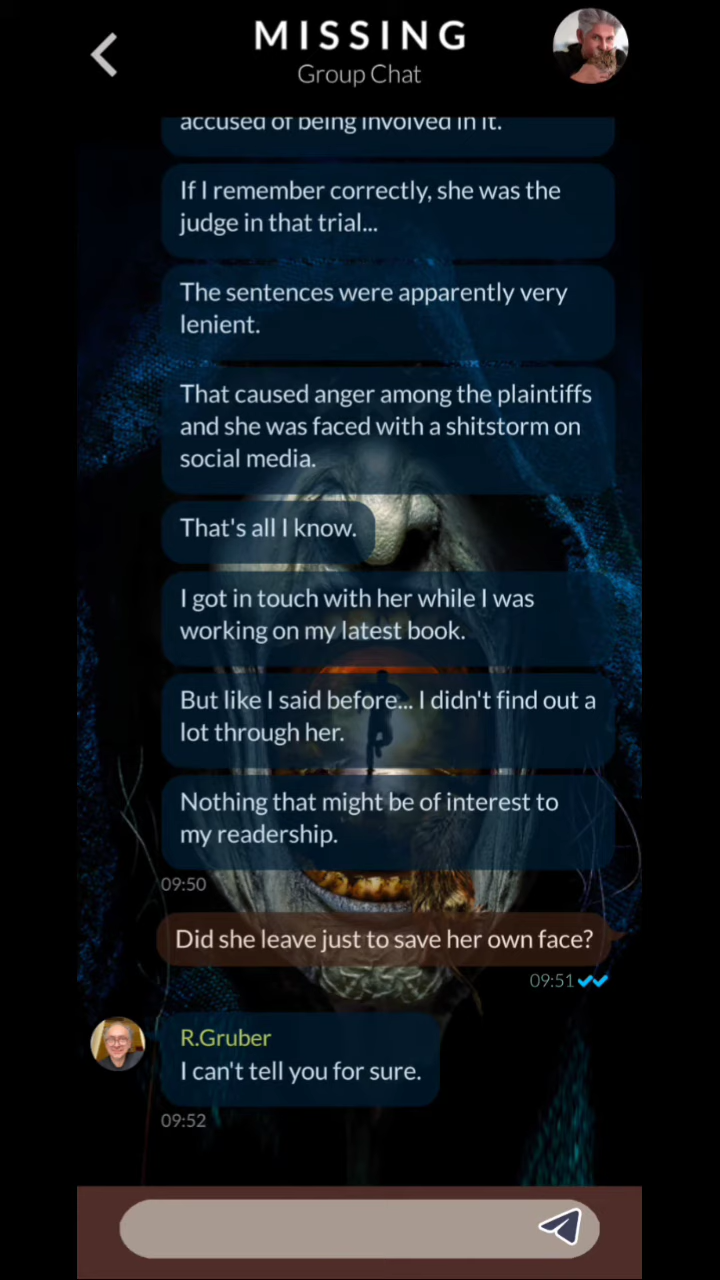 MISSING
Group Chat
accused of being involved in it.
If I remember correctly, she was the
judge in that trial...
The sentences were apparently very
lenient.
That caused anger among the plaintiffs
and she was faced with a shitstorm on
social media.
That's all I know.
I got in touch with her while I was
working on my latest book.
But like I said before... I didn't find out a
lot through her.
Nothing that might be of interest to
my readership.
09:50
Did she leave just to save her own face?
09:51
R.Gruber
I can't tell you for sure.
09:52